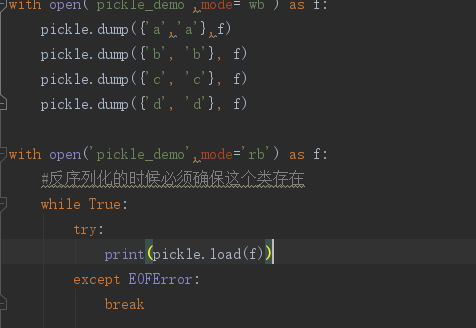 with open('pickle_demo',mode='wb') as f:
    pickle.dump({'a','a'},f)
    pickle.dump({'b', 'b'}, f)
    pickle.dump({'c', 'c'}, f)
    pickle.dump({'d', 'd'}, f)
with open('pickle_demo',mode='rb') as f:
    #反序列化的时候必须确保这个类存在
    while True:
        try:
            print(pickle.load(f))
        except EOFError:
            break